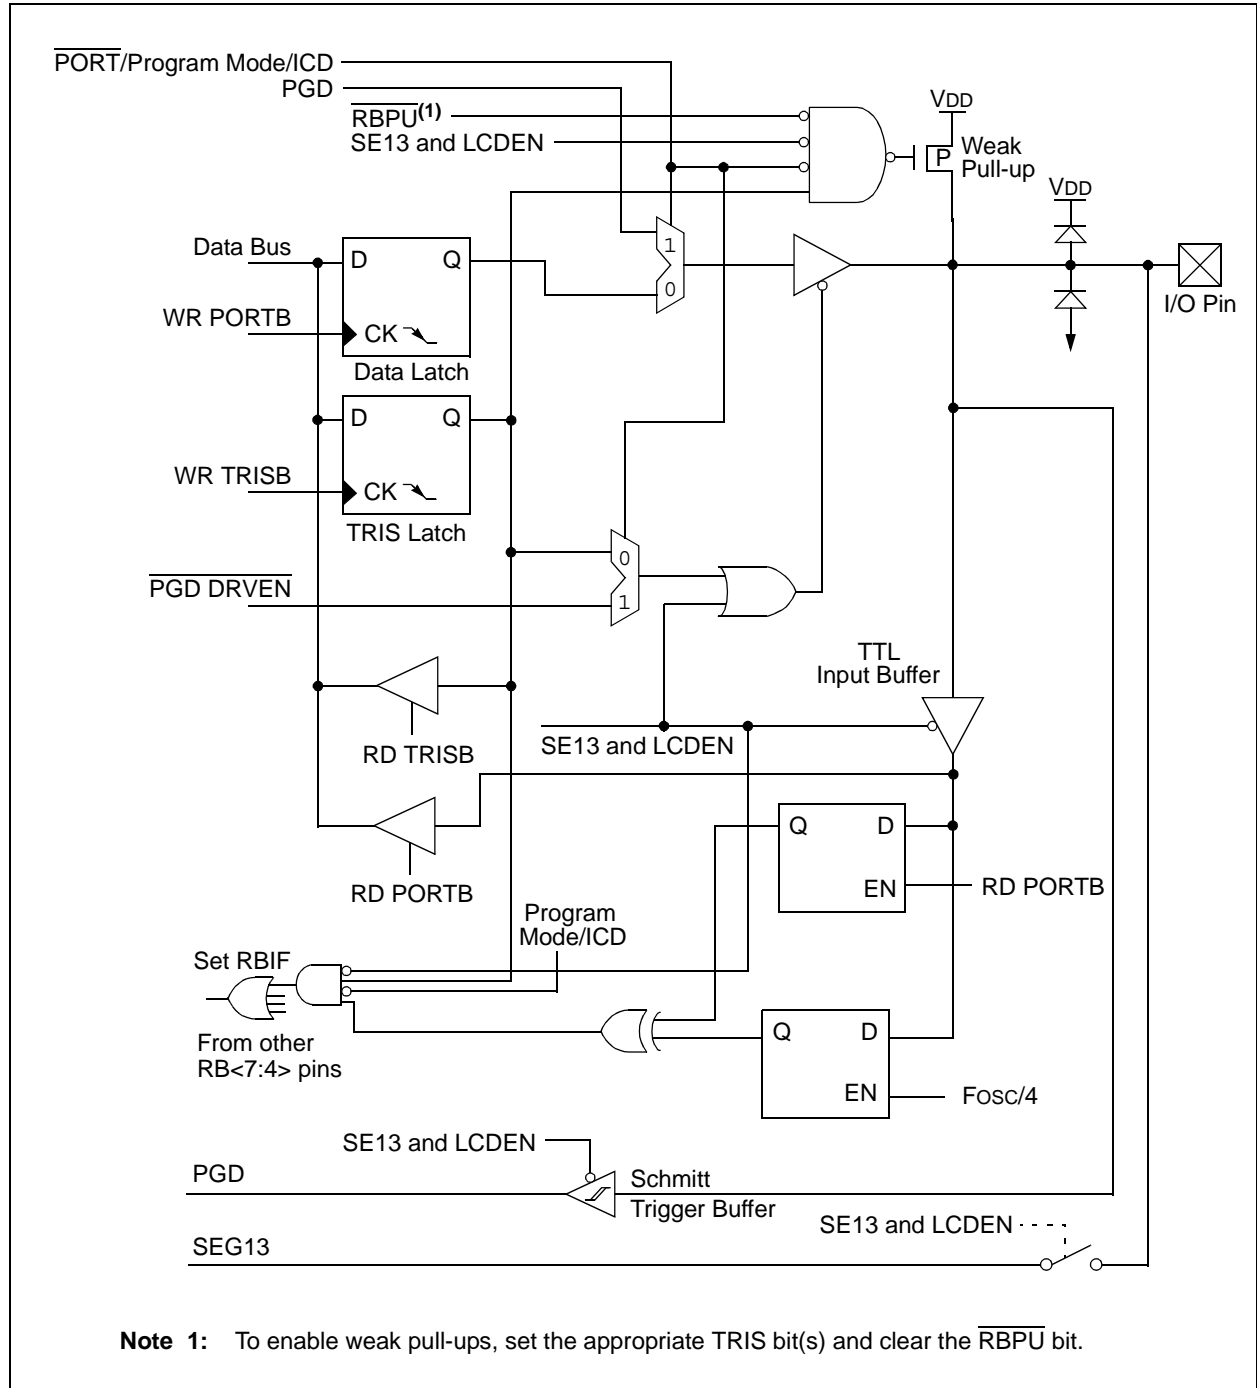 PORT/Program Mode/ICD
PGD
RBPU(1)
SE13 and LCDEN
VDD
P
Weak
Pull-up
VDD
Data Bus
D
Q
1
0
WR PORTB
CK
I/O Pin
Data Latch
D
Q
WR TRISB
CK
TRIS Latch
0
PGD DRVEN
1
TTL
Input Buffer
SE13 and LCDEN
RD TRISB
Q
D
EN
RD PORTB
RD PORTB
Program
Mode/ICD
Set RBIF
From other
RB<7:4> pins
Q
D
EN
FOSC/4
SE13 and LCDEN
PGD
Schmitt
Trigger Buffer
SE13 and LCDEN
SEG13
Note 1: To enable weak pull-ups, set the appropriate TRIS bit(s) and clear the RBPU bit.